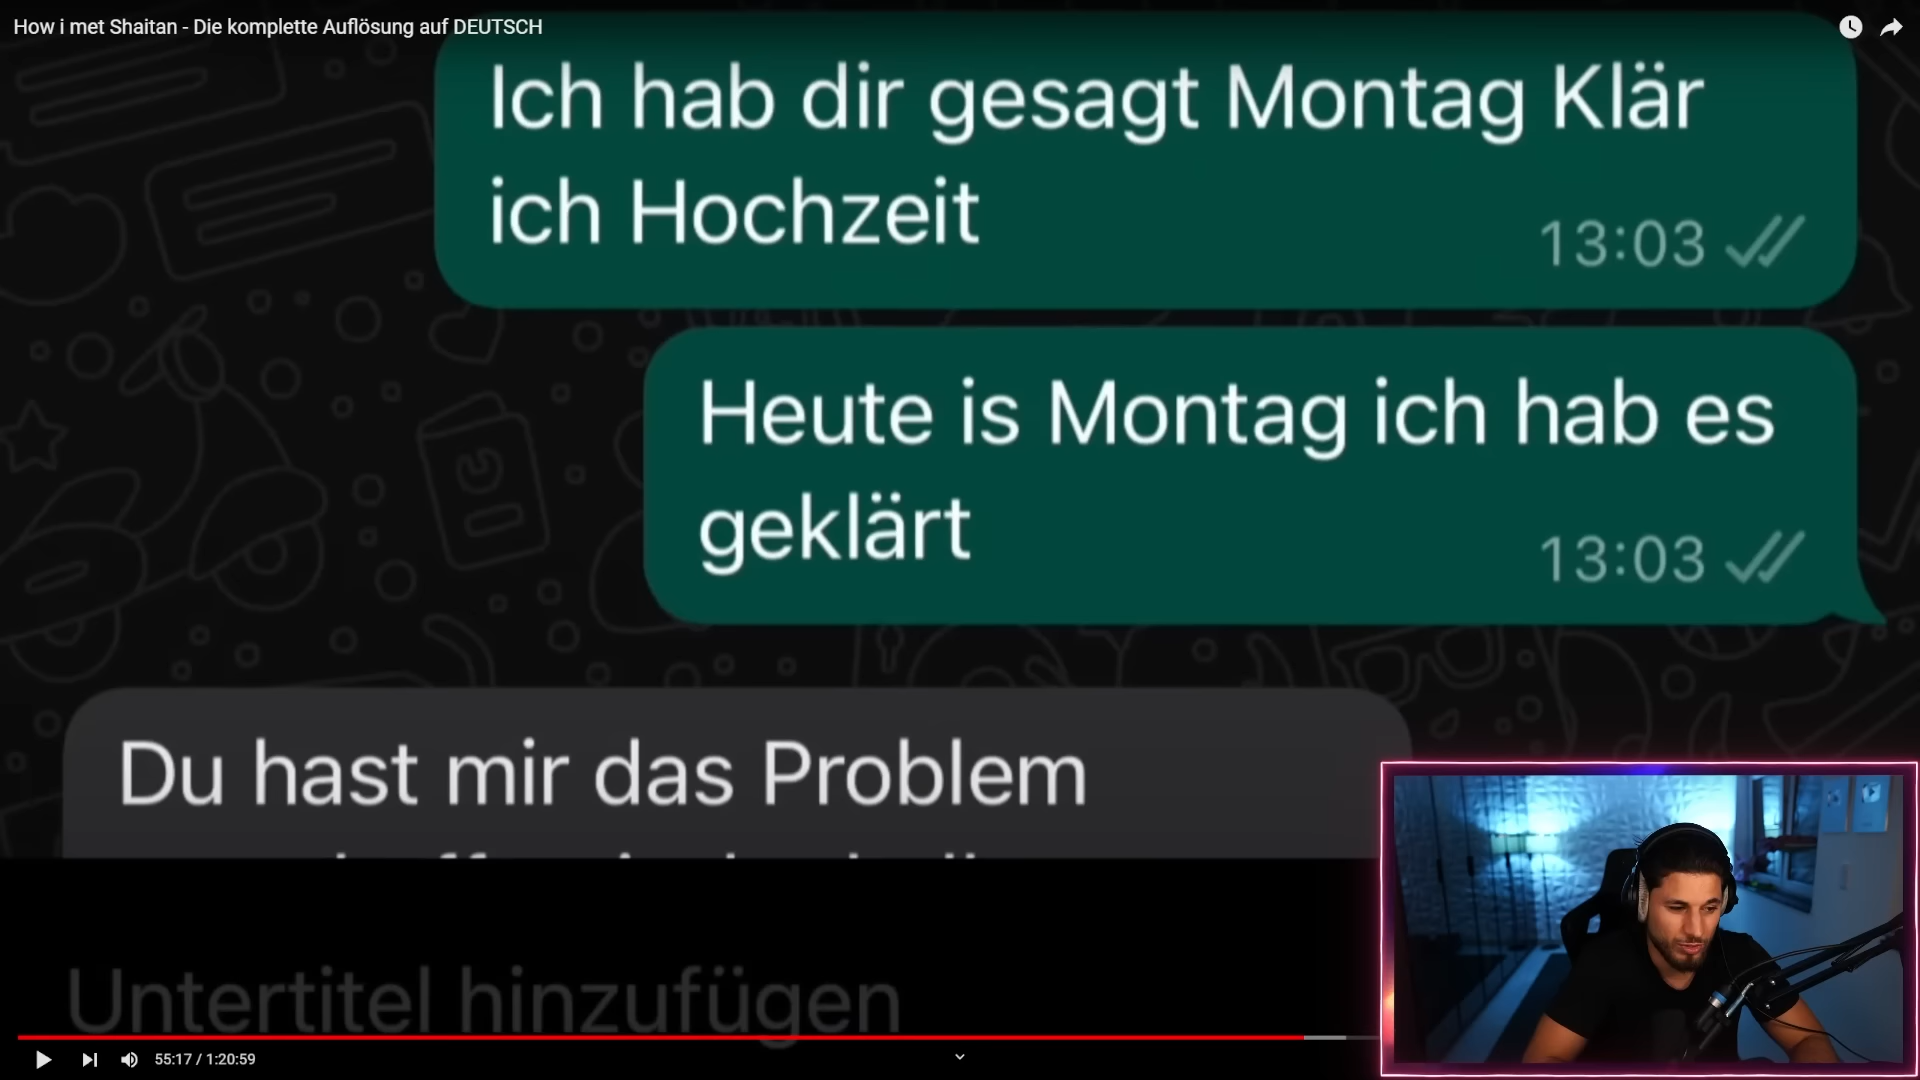 How i met Shaitan - Die komplette Auflösung auf DEUTSCH
Ich hab dir gesagt Montag Klär
ich Hochzeit
13:03
Heute is Montag ich hab es
geklärt
13:03
Du hast mir das Problem
Untertitel hinzufügen
55:17 / 1:20:59